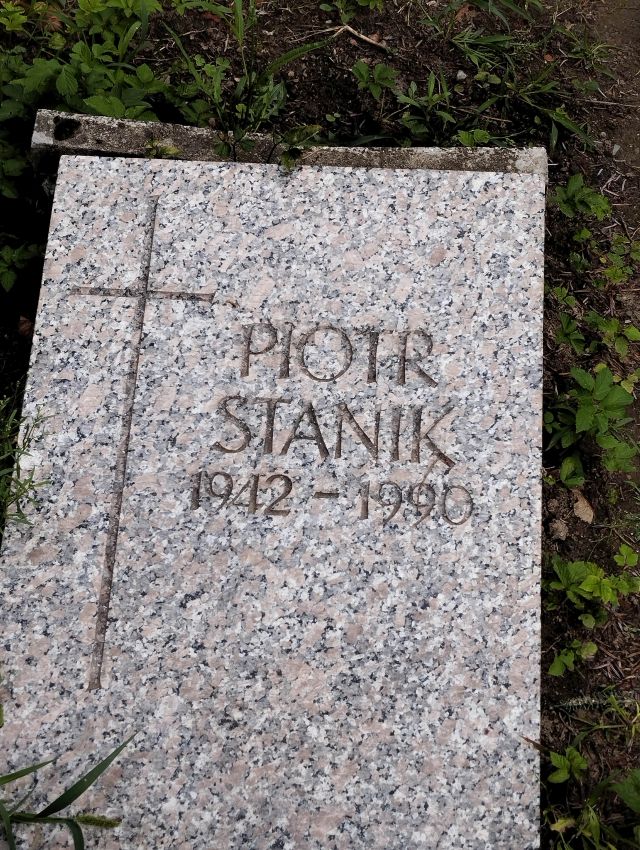 PIOTR
STANIK
1942 - 1990